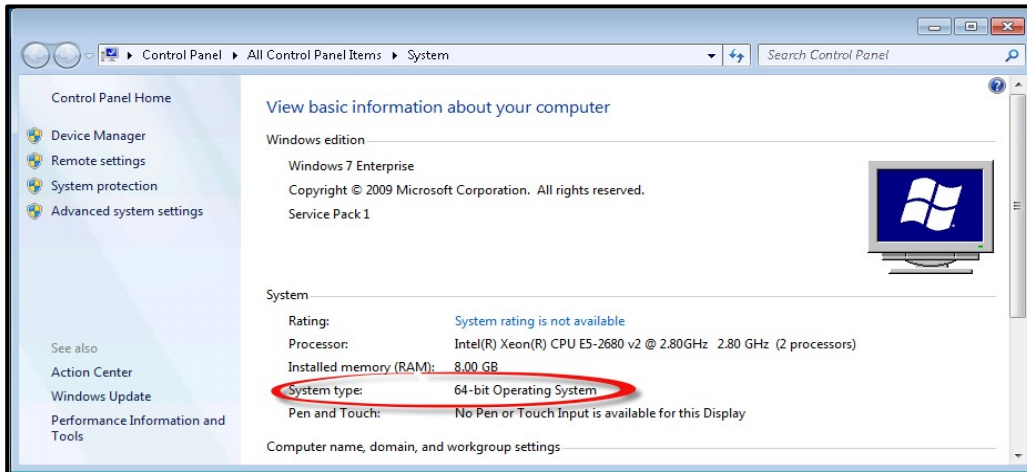 Control Panel ▸ All Control Panel Items ▸ System
Search Control Panel
Control Panel Home
Device Manager
Remote settings
System protection
Advanced system settings
See also
Action Center
Windows Update
Performance Information and
Tools
View basic information about your computer
Windows edition
Windows 7 Enterprise
Copyright © 2009 Microsoft Corporation. All rights reserved.
Service Pack 1
System
Rating: System rating is not available
Processor: Intel(R) Xeon(R) CPU E5-2680 v2 @ 2.80GHz 2.80 GHz (2 processors)
Installed memory (RAM): 8.00 GB
System type: 64-bit Operating System
Pen and Touch: No Pen or Touch Input is available for this Display
Computer name, domain, and workgroup settings